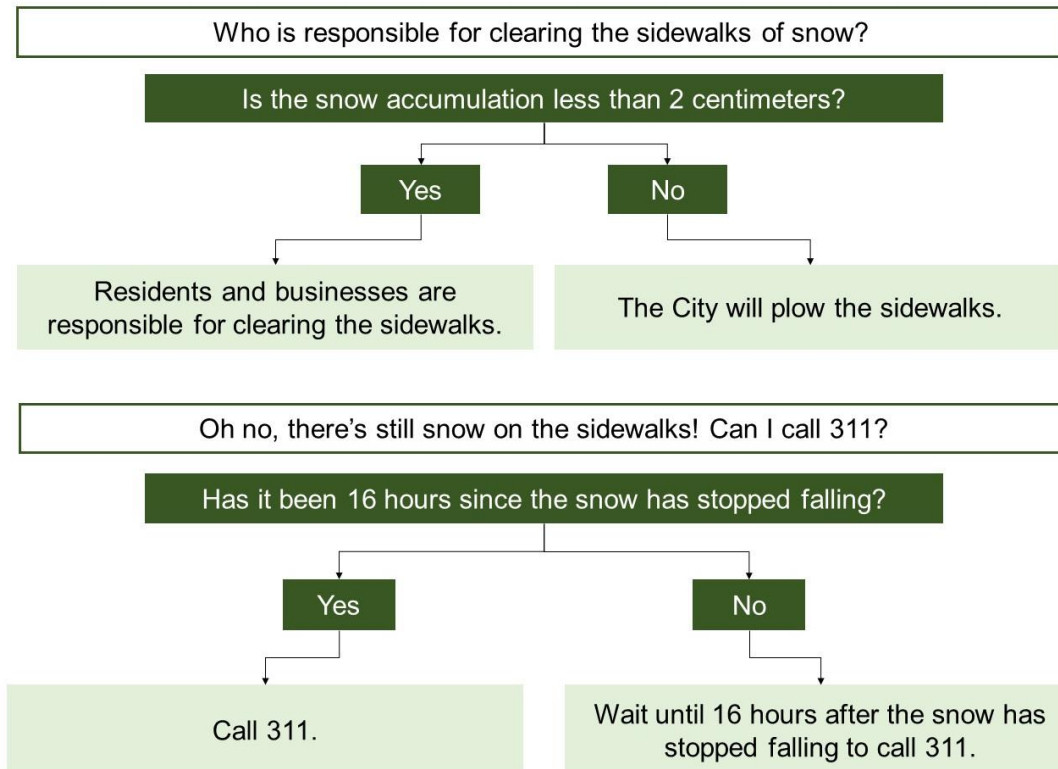 Who is responsible for clearing the sidewalks of snow?
Is the snow accumulation less than 2 centimeters?
Yes
No
Residents and businesses are
responsible for clearing the sidewalks.
The City will plow the sidewalks.
Oh no, there’s still snow on the sidewalks! Can I call 311?
Has it been 16 hours since the snow has stopped falling?
Yes
No
Call 311.
Wait until 16 hours after the snow has
stopped falling to call 311.